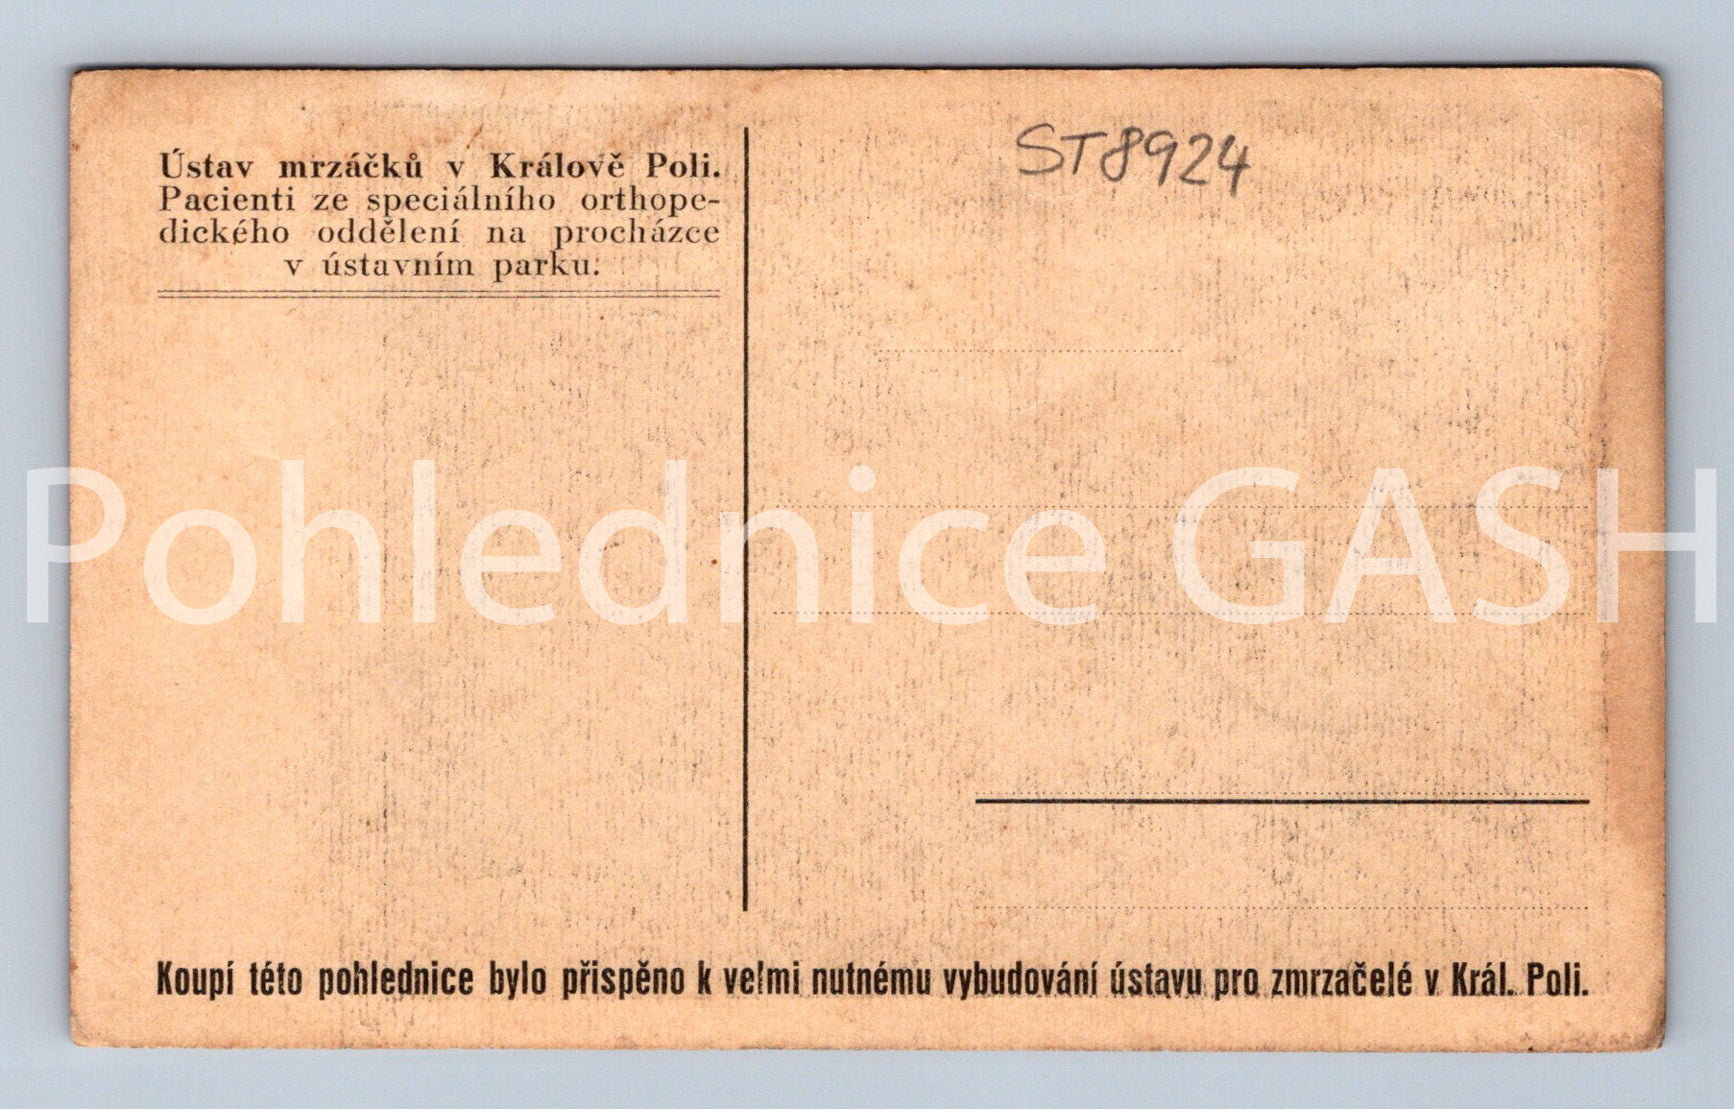 Ústav mrzáčků v Králově Poli.
Pacienti ze speciálního orthope-
dického oddělení na procházce
v ústavním parku.
ST8924
Pohlednice GASH
Koupí této pohlednice bylo přispěno k velmi nutnému vybudování ústavu pro zmrzačelé v Král. Poli.